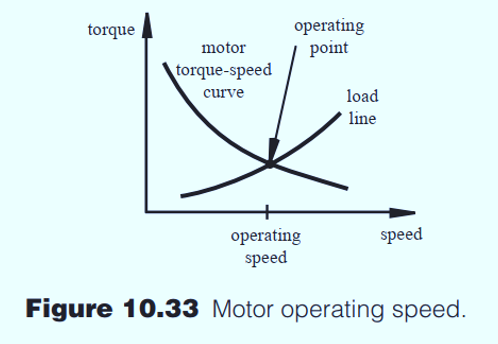 torque
motor
torque-speed
curve
operating
point
load
line
operating
speed
speed
Figure 10.33 Motor operating speed.